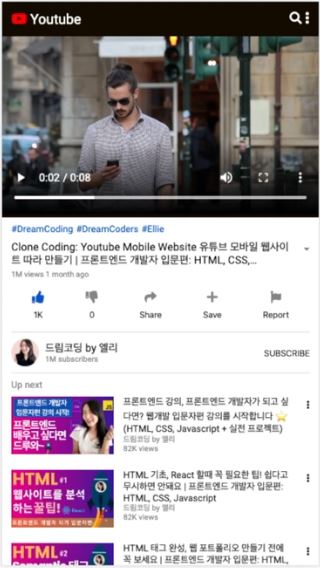 Youtube
0:02 / 0:08
#DreamCoding #DreamCoders #Ellie
Clone Coding: Youtube Mobile Website 유튜브 모바일 웹사이
트 따라 만들기 | 프론트엔드 개발자 입문편: HTML, CSS,...
1M views 1 month ago
1K
0
Share
Save
Report
드림코딩 by 엘리
1M subscribers
SUBSCRIBE
Up next
프론트엔드 개발자
입문자편 강의 시작!
프론트엔드
배우고 싶다면
드루와~
JS
프론트엔드 강의, 프론트엔드 개발자가 되고 싶
다면? 웹개발 입문편 강의를 시작합니다 ⭐
(HTML, CSS, Javascript + 실전 프로젝트)
드림코딩 by 엘리
82K views
HTML #1
웹사이트를 분석
하는 꿀팁!
프론트엔드 개발자 되기 입문편
HTML 기초, React 할때 꼭 필요한 팁! 쉽다고
무시하면 안돼요 | 프론트엔드 개발자 입문편:
HTML, CSS, Javascript
드림코딩 by 엘리
82K views
HTML #2
Semantic 태그
HTML 태그 완성, 웹 포트폴리오 만들기 전에
꼭 보세요 | 프론트엔드 개발자 입문편: HTML,